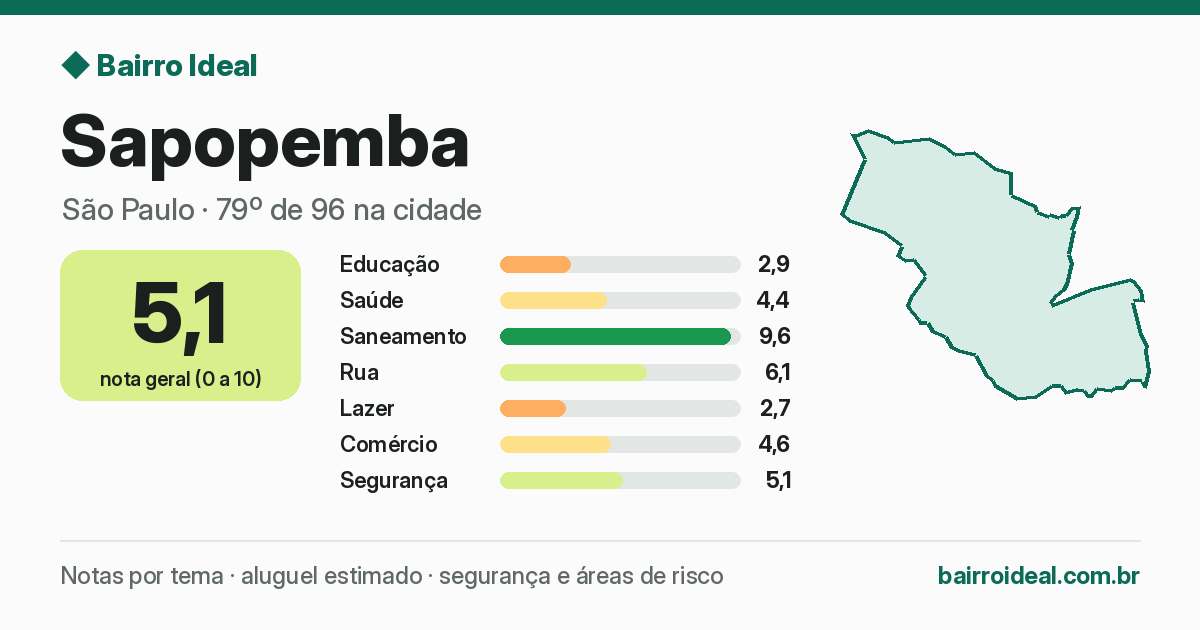 Bairro Ideal
Sapopemba
São Paulo · 79º de 96 na cidade
5,1
nota geral (0 a 10)
Educação 2,9
Saúde 4,4
Saneamento 9,6
Rua 6,1
Lazer 2,7
Comércio 4,6
Segurança 5,1
Notas por tema · aluguel estimado · segurança e áreas de risco
bairroideal.com.br